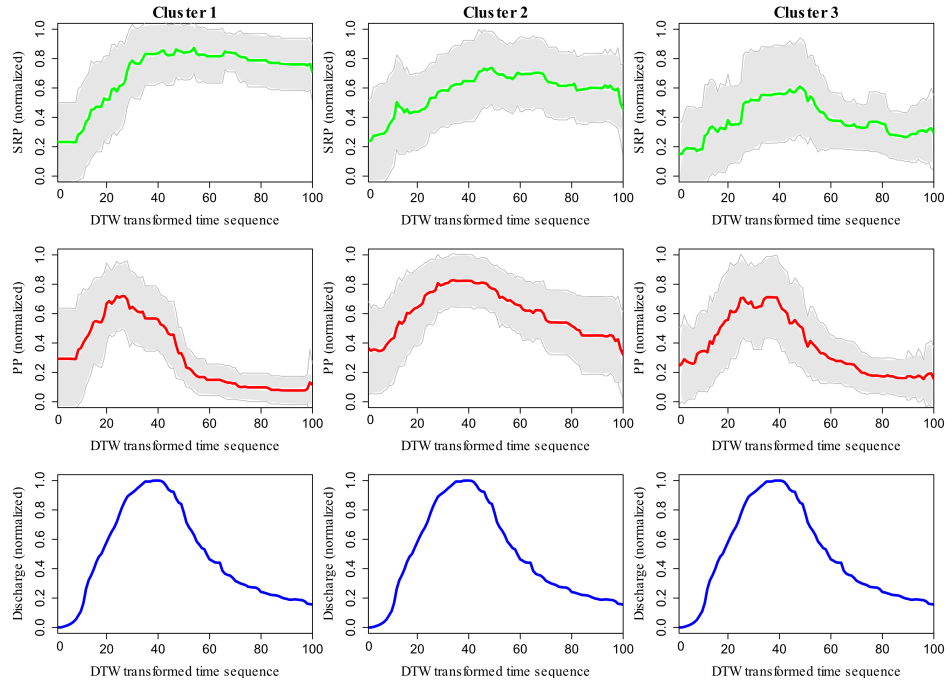 Cluster 1
Cluster 2
Cluster 3
SRP (normalized)
0.0 0.2 0.4 0.6 0.8 1.0
0 20 40 60 80 100
DTW transformed time sequence
SRP (normalized)
0.0 0.2 0.4 0.6 0.8 1.0
0 20 40 60 80 100
DTW transformed time sequence
SRP (normalized)
0.0 0.2 0.4 0.6 0.8 1.0
0 20 40 60 80 100
DTW transformed time sequence
PP (normalized)
0.0 0.2 0.4 0.6 0.8 1.0
0 20 40 60 80 100
DTW transformed time sequence
PP (normalized)
0.0 0.2 0.4 0.6 0.8 1.0
0 20 40 60 80 100
DTW transformed time sequence
PP (normalized)
0.0 0.2 0.4 0.6 0.8 1.0
0 20 40 60 80 100
DTW transformed time sequence
Discharge (normalized)
0.0 0.2 0.4 0.6 0.8 1.0
0 20 40 60 80 100
DTW transformed time sequence
Discharge (normalized)
0.0 0.2 0.4 0.6 0.8 1.0
0 20 40 60 80 100
DTW transformed time sequence
Discharge (normalized)
0.0 0.2 0.4 0.6 0.8 1.0
0 20 40 60 80 100
DTW transformed time sequence